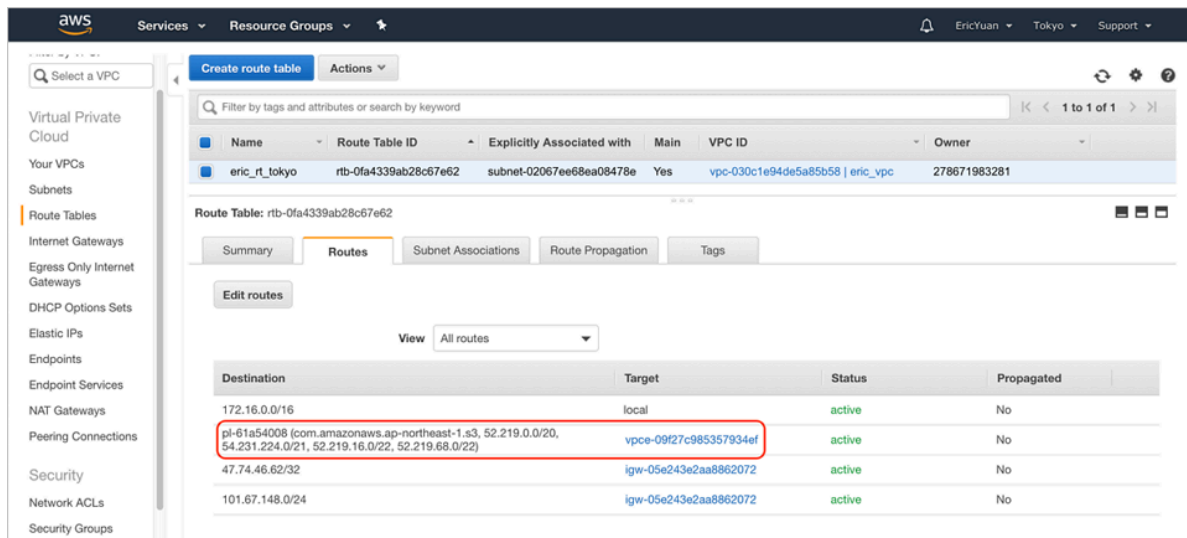 aws Services Resource Groups EricYuan Tokyo Support
Select a VPC
Virtual Private
Cloud
Your VPCs
Subnets
Route Tables
Internet Gateways
Egress Only Internet
Gateways
DHCP Options Sets
Elastic IPs
Endpoints
Endpoint Services
NAT Gateways
Peering Connections
Security
Network ACLs
Security Groups
Create route table Actions
Filter by tags and attributes or search by keyword |< < 1 to 1 of 1 > >|
Name Route Table ID Explicitly Associated with Main VPC ID Owner
eric_rt_tokyo rtb-0fa4339ab28c67e62 subnet-02067ee68ea08478e Yes vpc-030c1e94de5a85b58 | eric_vpc 278671983281
Route Table: rtb-0fa4339ab28c67e62
Summary Routes Subnet Associations Route Propagation Tags
Edit routes
View All routes
Destination Target Status Propagated
172.16.0.0/16 local active No
pl-61a54008 (com.amazonaws.ap-northeast-1.s3, 52.219.0.0/20,
54.231.224.0/21, 52.219.16.0/22, 52.219.68.0/22) vpce-09f27c985357934ef active No
47.74.46.62/32 igw-05e243e2aa8862072 active No
101.67.148.0/24 igw-05e243e2aa8862072 active No